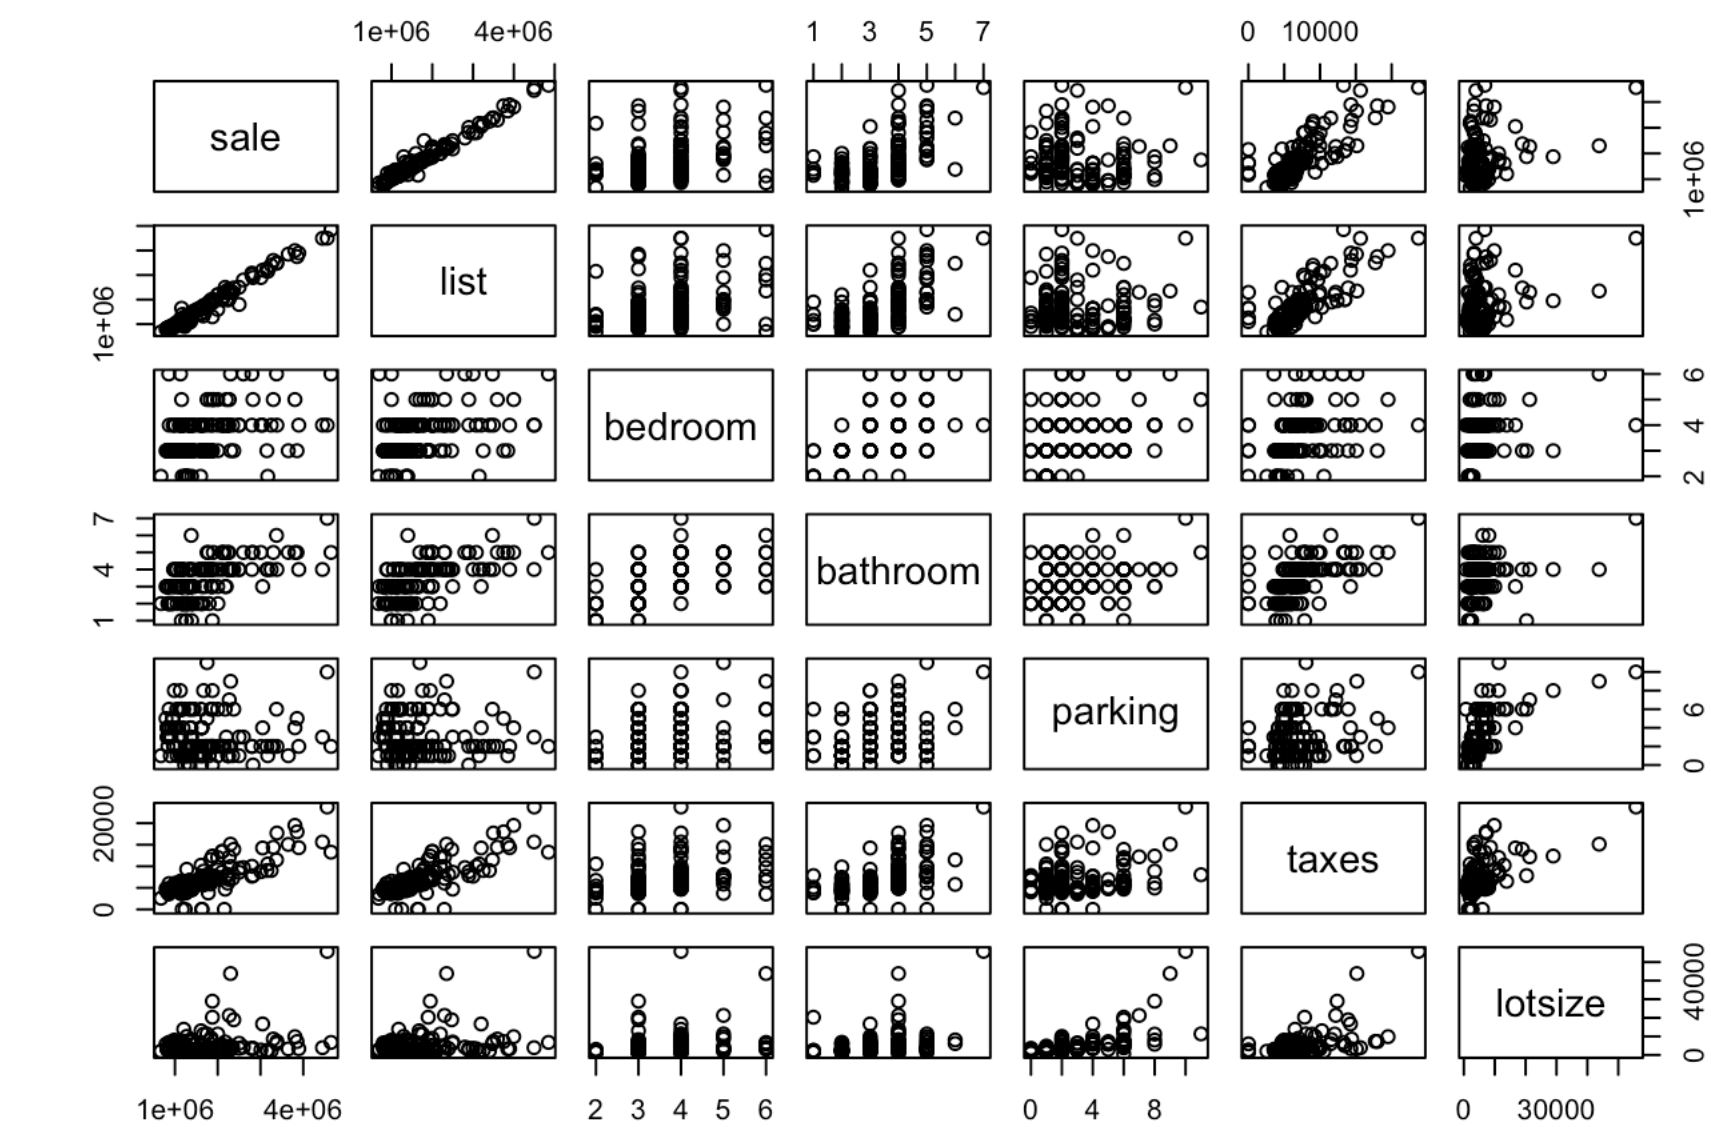 1e+06 4e+06 1 3 5 7 0 10000
sale
1e+06
list
1e+06
bedroom
2 4 6
bathroom
1 4 7
parking
0 6
taxes
0 20000
lotsize
0 40000
1e+06 4e+06 2 3 4 5 6 0 4 8 0 30000